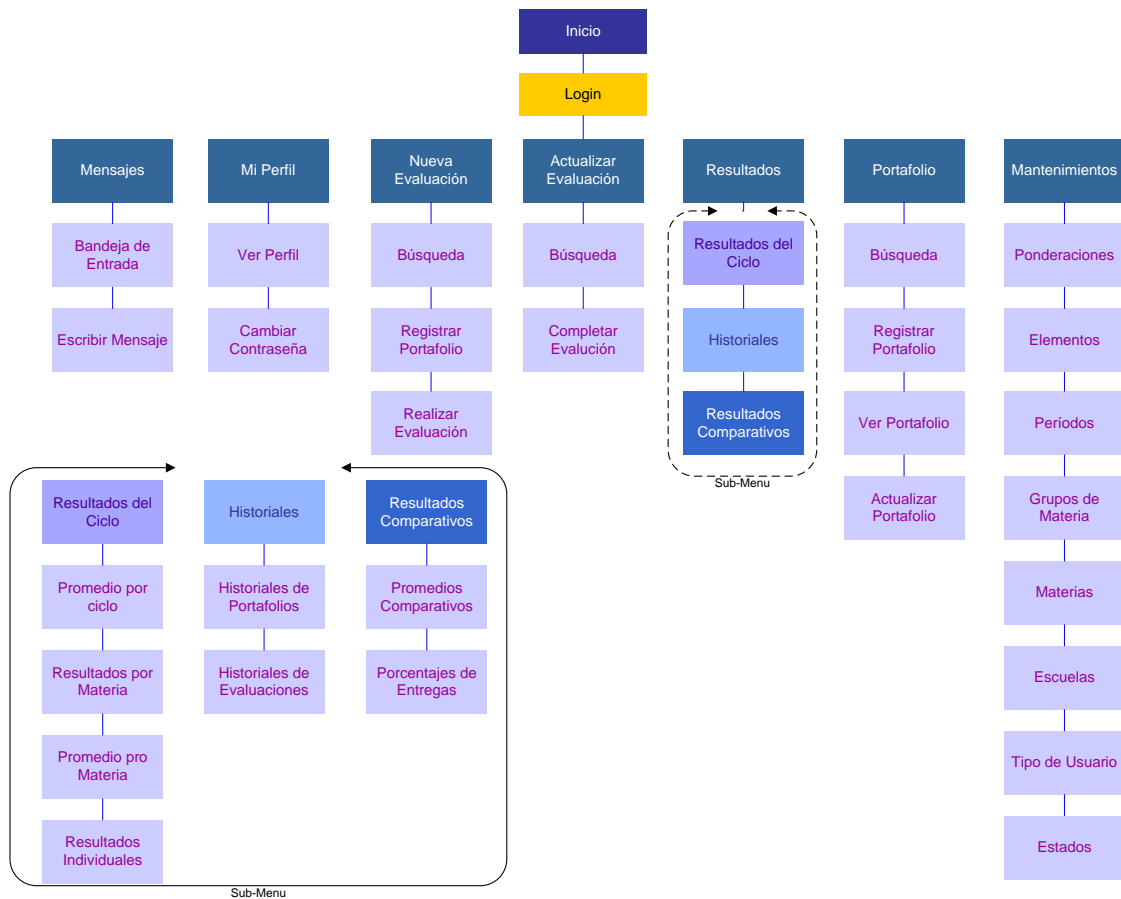 Inicio
Login
Mensajes
Mi Perfil
Nueva
Evaluación
Actualizar
Evaluación
Resultados
Portafolio
Mantenimientos
Bandeja de
Entrada
Ver Perfil
Búsqueda
Búsqueda
Resultados del
Ciclo
Búsqueda
Ponderaciones
Escribir Mensaje
Cambiar
Contraseña
Registrar
Portafolio
Completar
Evalución
Historiales
Registrar
Portafolio
Elementos
Realizar
Evaluación
Resultados
Comparativos
Ver Portafolio
Períodos
Sub-Menu
Resultados del
Ciclo
Historiales
Resultados
Comparativos
Actualizar
Portafolio
Grupos de
Materia
Promedio por
ciclo
Historiales de
Portafolios
Promedios
Comparativos
Materias
Resultados por
Materia
Historiales de
Evaluaciones
Porcentajes de
Entregas
Escuelas
Promedio pro
Materia
Tipo de Usuario
Resultados
Individuales
Estados
Sub-Menu